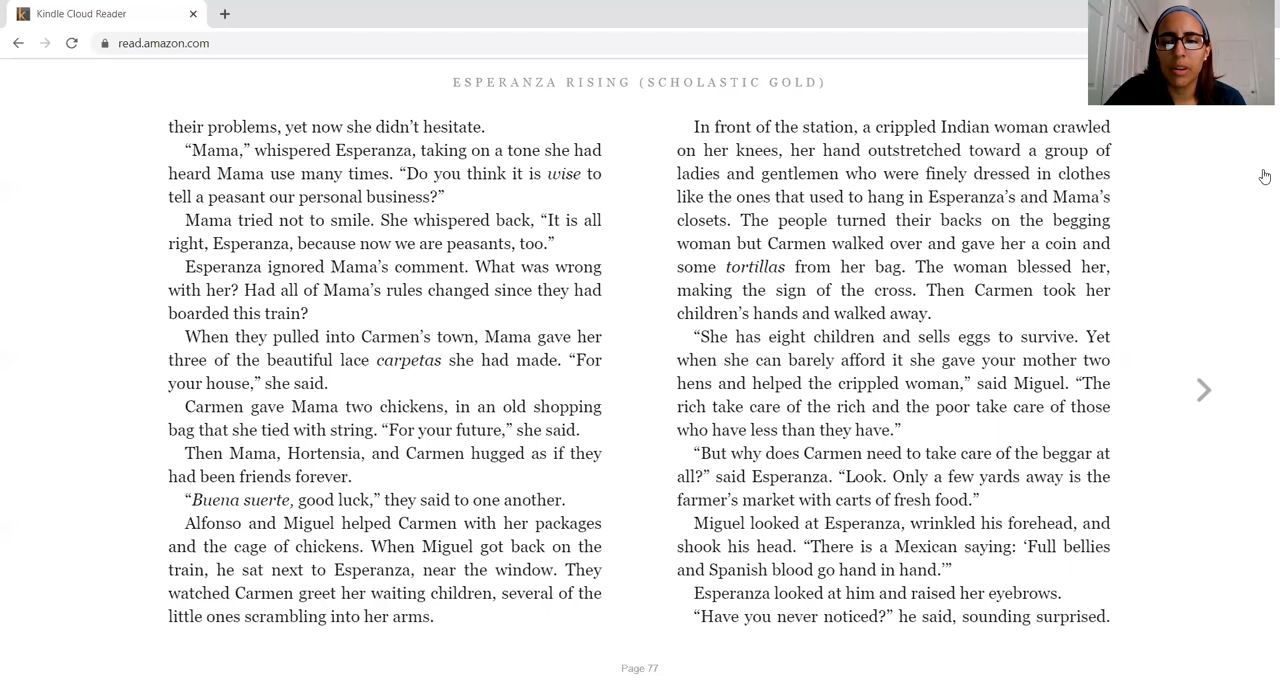 Kindle Cloud Reader
read.amazon.com
ESPERANZA RISING (SCHOLASTIC GOLD)
their problems, yet now she didn’t hesitate.
“Mama,” whispered Esperanza, taking on a tone she had
heard Mama use many times. “Do you think it is wise to
tell a peasant our personal business?”
Mama tried not to smile. She whispered back, “It is all
right, Esperanza, because now we are peasants, too.”
Esperanza ignored Mama’s comment. What was wrong
with her? Had all of Mama’s rules changed since they had
boarded this train?
When they pulled into Carmen’s town, Mama gave her
three of the beautiful lace carpetas she had made. “For
your house,” she said.
Carmen gave Mama two chickens, in an old shopping
bag that she tied with string. “For your future,” she said.
Then Mama, Hortensia, and Carmen hugged as if they
had been friends forever.
“Buena suerte, good luck,” they said to one another.
Alfonso and Miguel helped Carmen with her packages
and the cage of chickens. When Miguel got back on the
train, he sat next to Esperanza, near the window. They
watched Carmen greet her waiting children, several of the
little ones scrambling into her arms.
In front of the station, a crippled Indian woman crawled
on her knees, her hand outstretched toward a group of
ladies and gentlemen who were finely dressed in clothes
like the ones that used to hang in Esperanza’s and Mama’s
closets. The people turned their backs on the begging
woman but Carmen walked over and gave her a coin and
some tortillas from her bag. The woman blessed her,
making the sign of the cross. Then Carmen took her
children’s hands and walked away.
“She has eight children and sells eggs to survive. Yet
when she can barely afford it she gave your mother two
hens and helped the crippled woman,” said Miguel. “The
rich take care of the rich and the poor take care of those
who have less than they have.”
“But why does Carmen need to take care of the beggar at
all?” said Esperanza. “Look. Only a few yards away is the
farmer’s market with carts of fresh food.”
Miguel looked at Esperanza, wrinkled his forehead, and
shook his head. “There is a Mexican saying: ‘Full bellies
and Spanish blood go hand in hand.’”
Esperanza looked at him and raised her eyebrows.
“Have you never noticed?” he said, sounding surprised.
Page 77